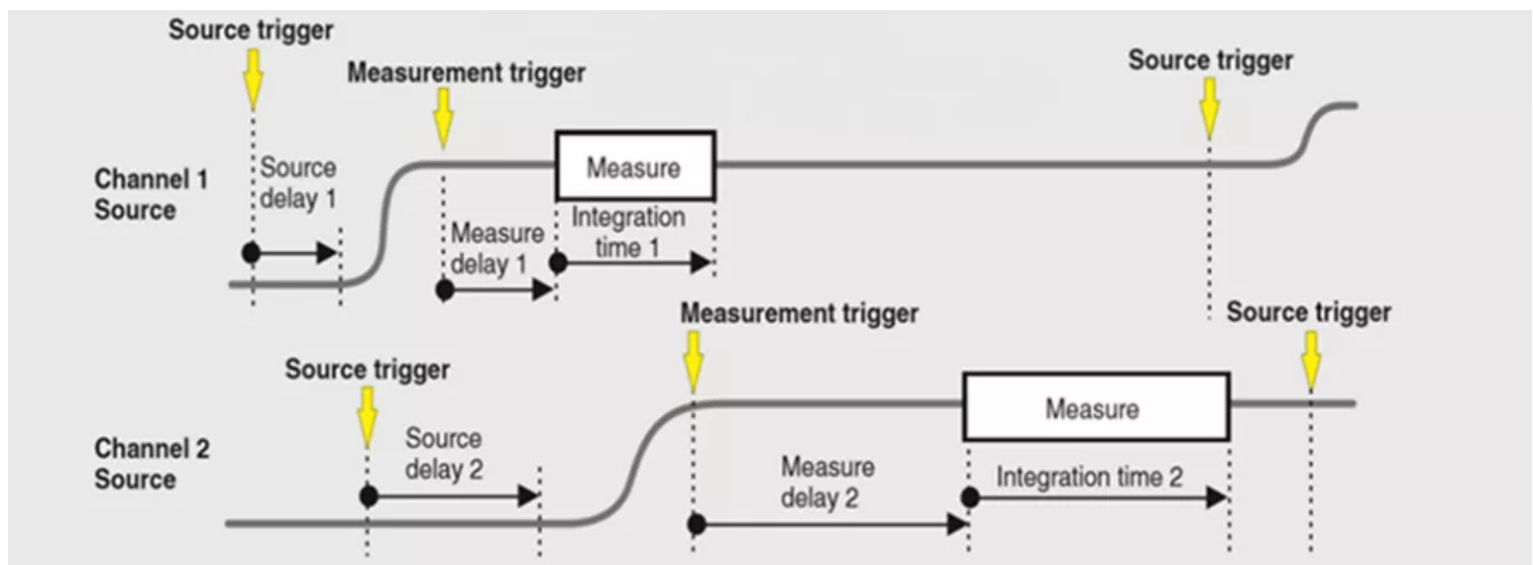 Source trigger
Measurement trigger
Source trigger
Channel 1
Source
Source
delay 1
Measure
Measure
delay 1
Integration
time 1
Measurement trigger
Source trigger
Source trigger
Channel 2
Source
Source
delay 2
Measure
Measure
delay 2
Integration time 2